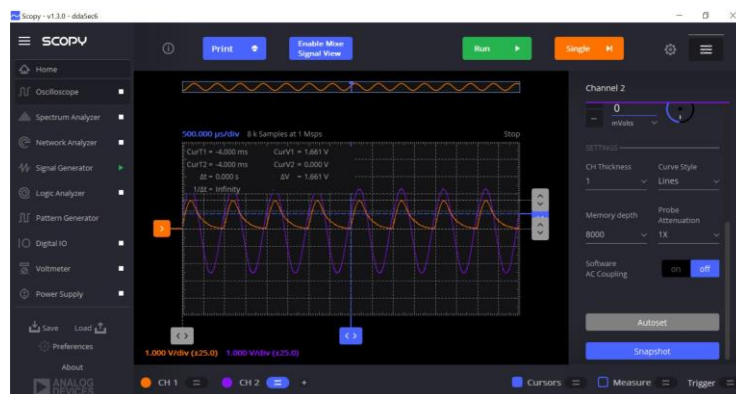 Scopy - v1.3.0 - dda5ec6
SCOPY
Print
Enable Mixe
Signal View
Run
Single
Home
Oscilloscope
Spectrum Analyzer
Network Analyzer
Signal Generator
Logic Analyzer
Pattern Generator
Digital IO
Voltmeter
Power Supply
Save
Load
Preferences
About
ANALOG
DEVICES
500.000 µs/div 8 k Samples at 1 Msps
Stop
CurT1 = -4.000 ms CurV1 = 1.661 V
CurT2 = -4.000 ms CurV2 = 0.000 V
Δt = 0.000 s ΔV = 1.661 V
1/Δt = Infinity
1.000 V/div (±25.0) 1.000 V/div (±25.0)
CH 1
CH 2
+
Cursors
Measure
Trigger
Channel 2
0
mVolts
SETTINGS
CH Thickness
Curve Style
1
Lines
Memory depth
Probe
Attenuation
8000
1X
Software
AC Coupling
on
off
Autoset
Snapshot